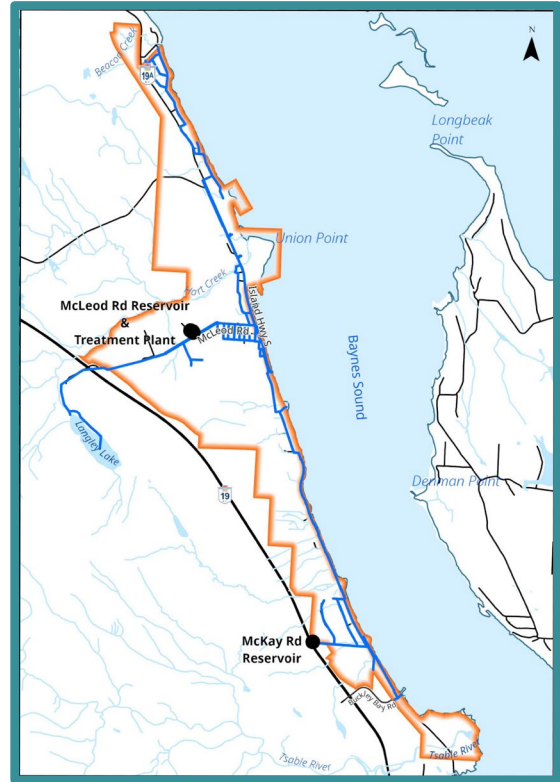 N
Beacon Creek
19A
Longbeak
Point
Union Point
Hart Creek
McLeod Rd Reservoir
&
Treatment Plant
McLeod Rd
Island Hwy S
Baynes Sound
Langley Lake
Denman Point
19
McKay Rd
Reservoir
Buckley Bay Rd
Tsable River
Tsable River